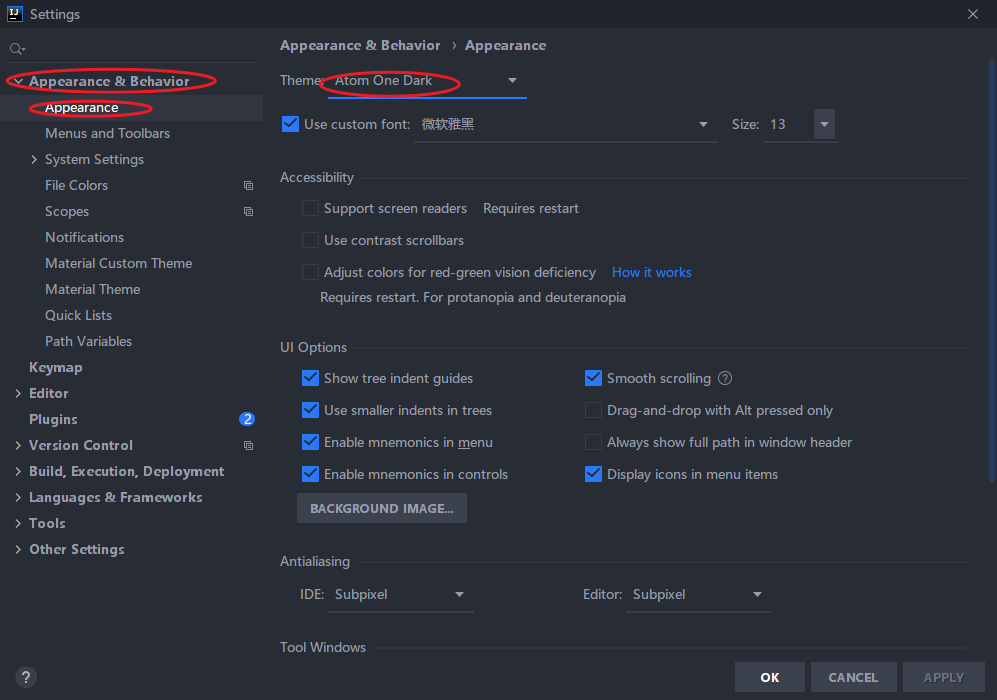 Settings
Appearance & Behavior
Appearance
Menus and Toolbars
System Settings
File Colors
Scopes
Notifications
Material Custom Theme
Material Theme
Quick Lists
Path Variables
Keymap
Editor
Plugins 2
Version Control
Build, Execution, Deployment
Languages & Frameworks
Tools
Other Settings
?
Appearance & Behavior › Appearance
Theme: Atom One Dark
Use custom font: 微软雅黑 Size: 13
Accessibility
Support screen readers Requires restart
Use contrast scrollbars
Adjust colors for red-green vision deficiency How it works
Requires restart. For protanopia and deuteranopia
UI Options
Show tree indent guides Smooth scrolling ?
Use smaller indents in trees Drag-and-drop with Alt pressed only
Enable mnemonics in menu Always show full path in window header
Enable mnemonics in controls Display icons in menu items
BACKGROUND IMAGE...
Antialiasing
IDE: Subpixel Editor: Subpixel
Tool Windows
OK CANCEL APPLY